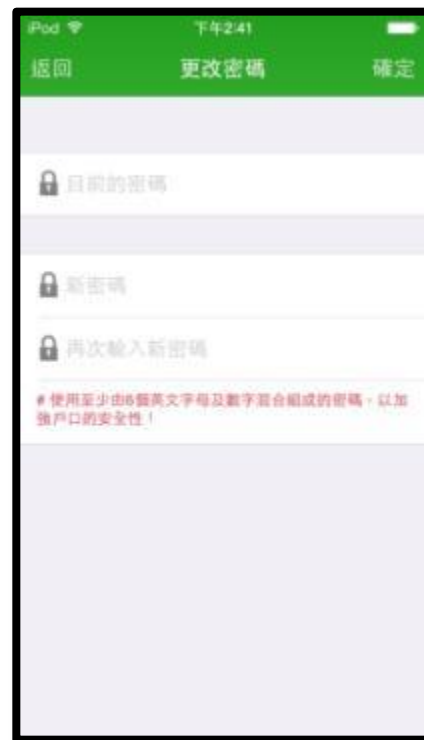 iPod 下午2:41
返回 更改密碼 確定
目前的密碼
新密碼
再次輸入新密碼
# 使用至少由6個英文字母及數字混合組成的密碼，以加
強戶口的安全性！